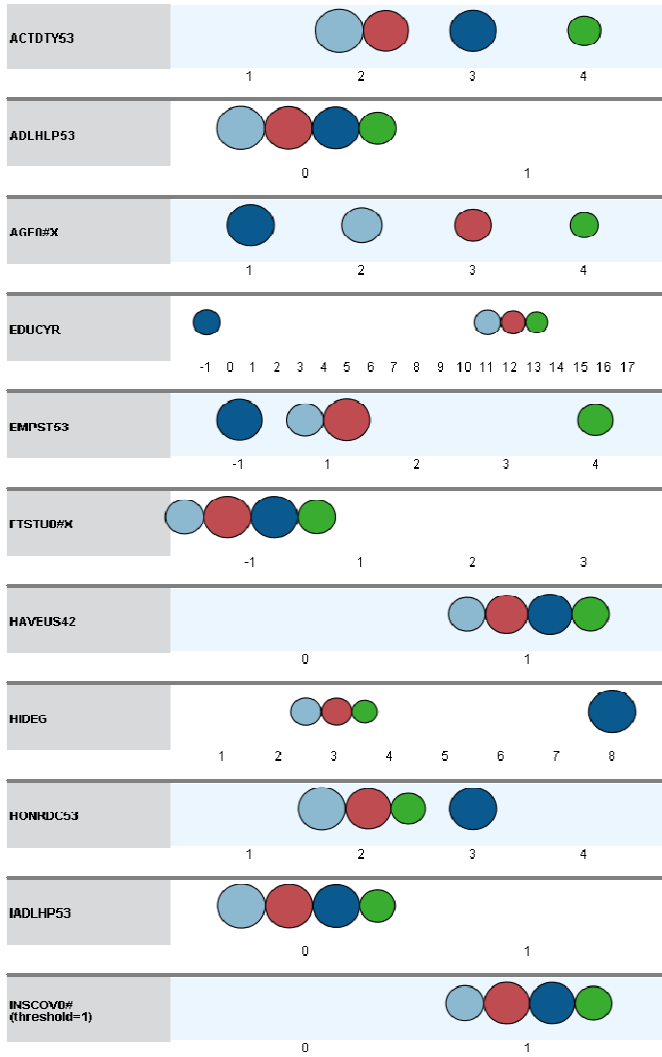 ACTDTY53
1 2 3 4
ADLHLP53
0 1
AGE0#X
1 2 3 4
EDUCYR
-1 0 1 2 3 4 5 6 7 8 9 10 11 12 13 14 15 16 17
EMPST53
-1 1 2 3 4
FTSTU0#X
-1 1 2 3
HAVEUS42
0 1
HIDEG
1 2 3 4 5 6 7 8
HONRDC53
1 2 3 4
IADLHP53
0 1
INSCOV0#
(threshold=1)
0 1